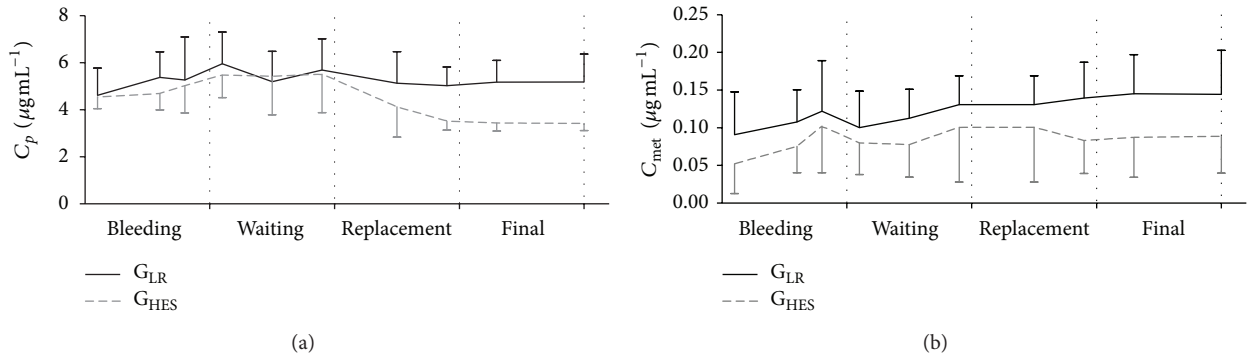 8
6
4
2
0
C_p (μg mL⁻¹)
Bleeding Waiting Replacement Final
G_LR
G_HES
(a)
0.25
0.20
0.15
0.10
0.05
0.00
C_met (μg mL⁻¹)
Bleeding Waiting Replacement Final
G_LR
G_HES
(b)